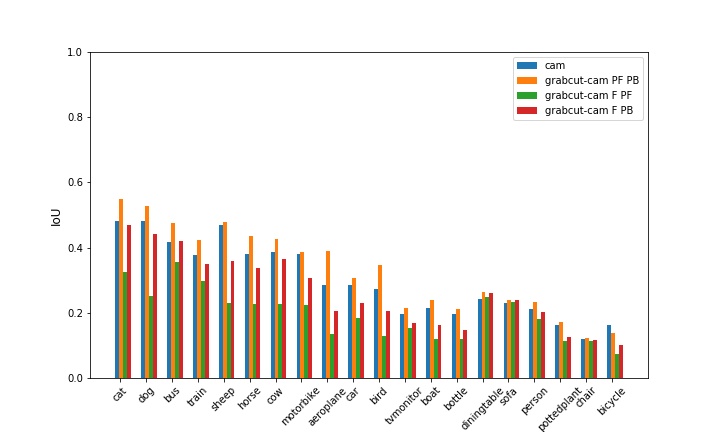 cam
grabcut-cam PF PB
grabcut-cam F PF
grabcut-cam F PB
IoU
1.0
0.8
0.6
0.4
0.2
0.0
cat
dog
bus
train
sheep
horse
cow
motorbike
aeroplane
car
bird
tvmonitor
boat
bottle
diningtable
sofa
person
pottedplant
chair
bicycle